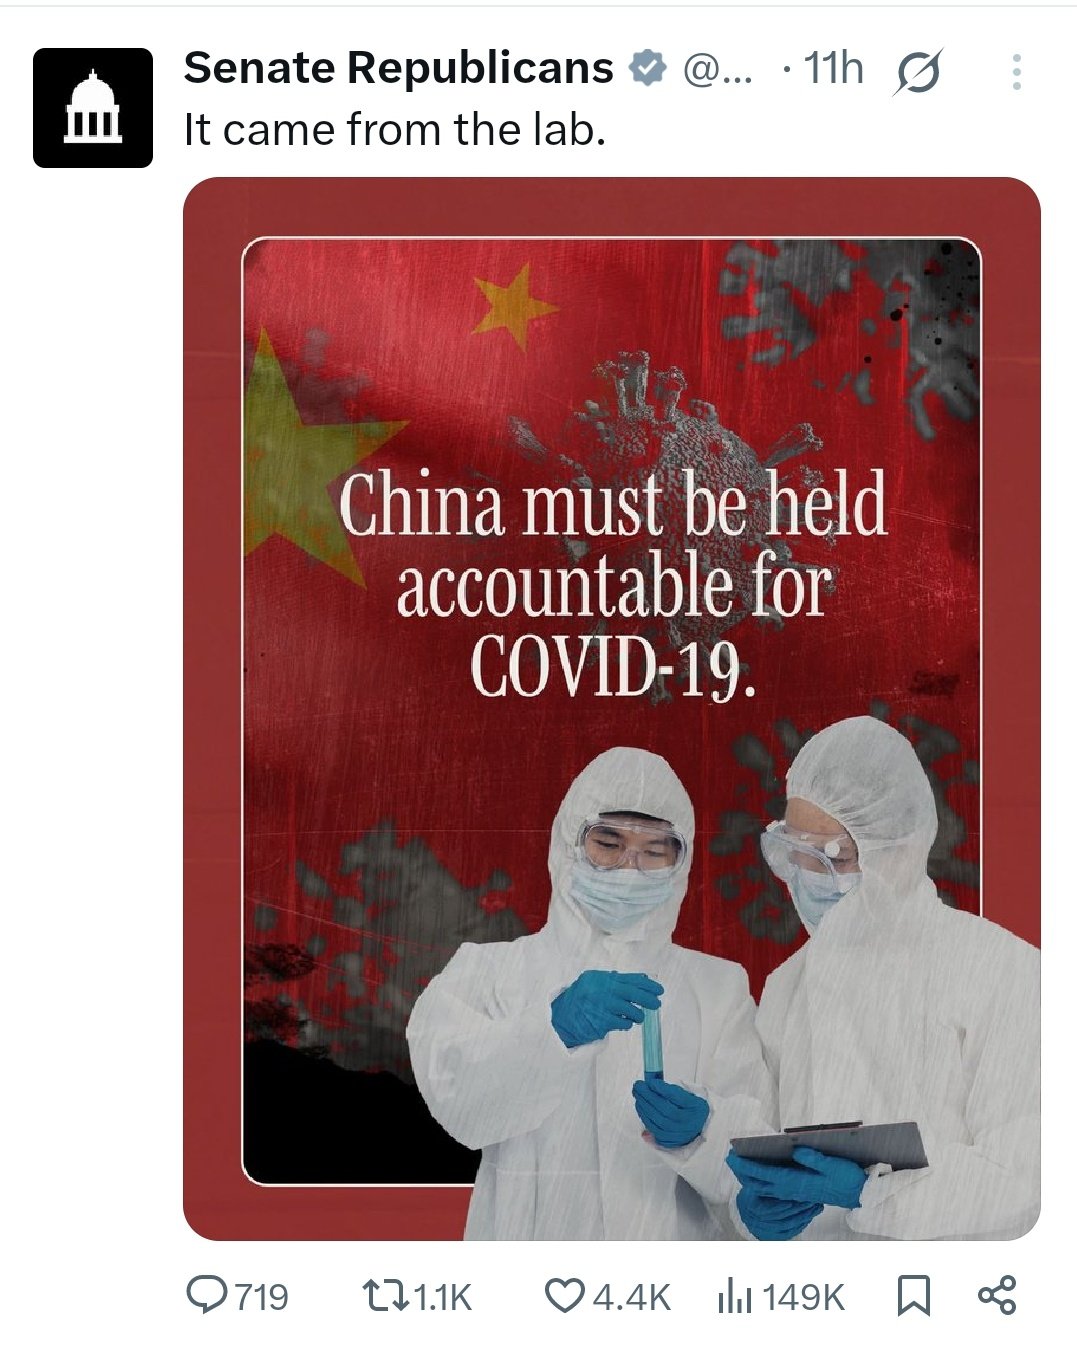 Senate Republicans @... · 11h
It came from the lab.
China must be held
accountable for
COVID-19.
719 1.1K 4.4K 149K